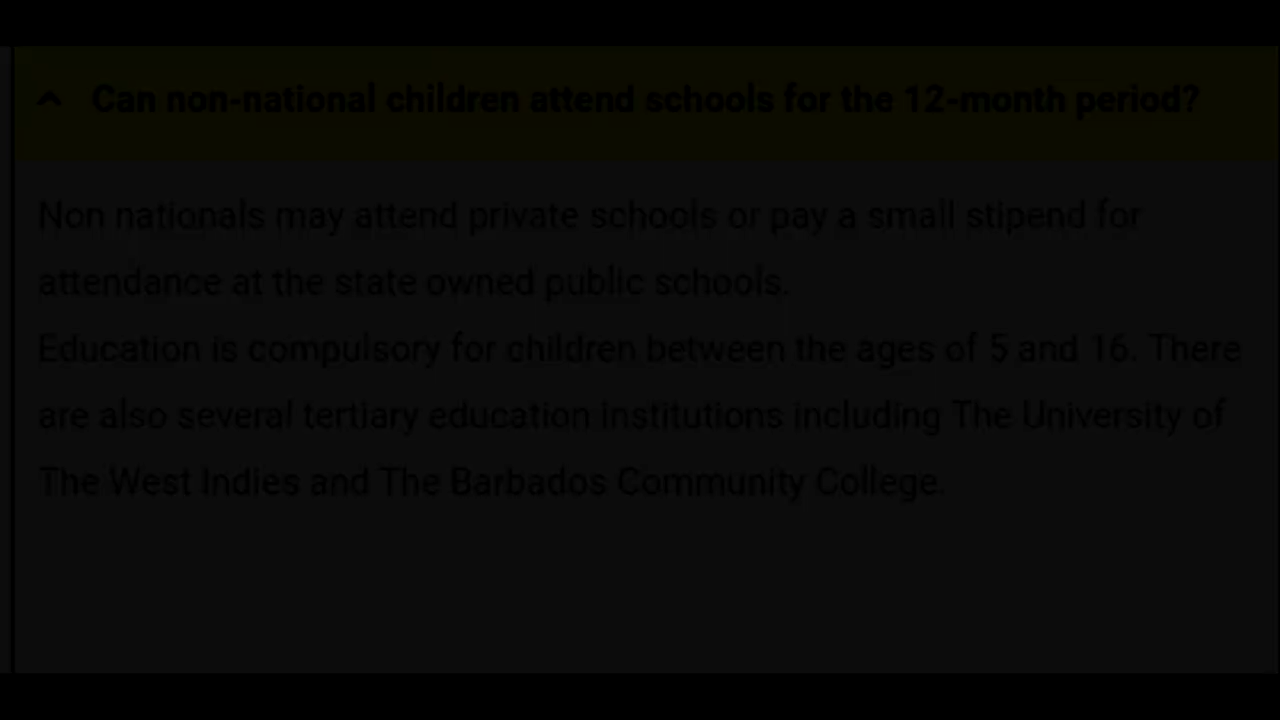 Can non-national children attend schools for the 12-month period?
Non nationals may attend private schools or pay a small stipend for
attendance at the state owned public schools.
Education is compulsory for children between the ages of 5 and 16. There
are also several tertiary education institutions including The University of
The West Indies and The Barbados Community College.